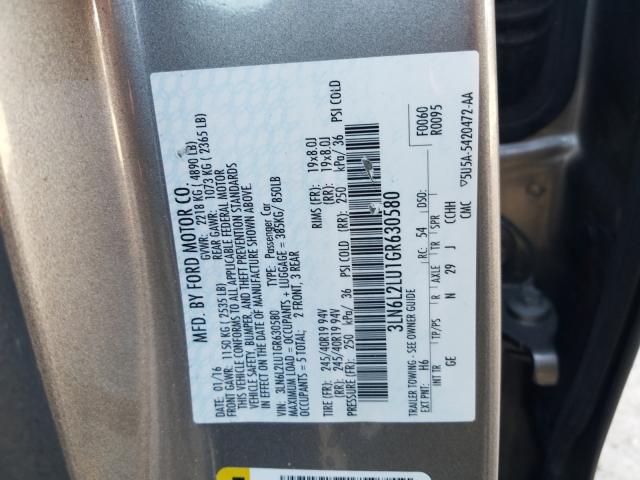 MFD. BY FORD MOTOR CO.
DATE: 01/16 GVWR: 2218 KG ( 4890 LB)
FRONT GAWR: 1150 KG ( 2535 LB) REAR GAWR: 1073 KG ( 2365 LB)
THIS VEHICLE CONFORMS TO ALL APPLICABLE FEDERAL MOTOR
VEHICLE SAFETY, BUMPER, AND THEFT PREVENTION STANDARDS
IN EFFECT ON THE DATE OF MANUFACTURE SHOWN ABOVE.
VIN: 3LN6L2LU1GR630580 TYPE: Passenger Car
MAXIMUM LOAD = OCCUPANTS + LUGGAGE = 385KG/ 850LB
OCCUPANTS = 5 TOTAL; 2 FRONT, 3 REAR
TIRE (FR): 245/40R19 94V RIMS (FR): 19x8.0J
(RR): 245/40R19 94V (RR): 19x8.0J
PRESSURE (FR): 250 kPa/ 36 PSI COLD (RR): 250 kPa/ 36 PSI COLD
3LN6L2LU1GR630580
TRAILER TOWING - SEE OWNER GUIDE F0060
EXT PNT: H6 RC: 54 DSO: R0095
INT TR TP/PS R AXLE TR SPR
GE N 29 J CCHH
CMC 5U5A-5420472-AA